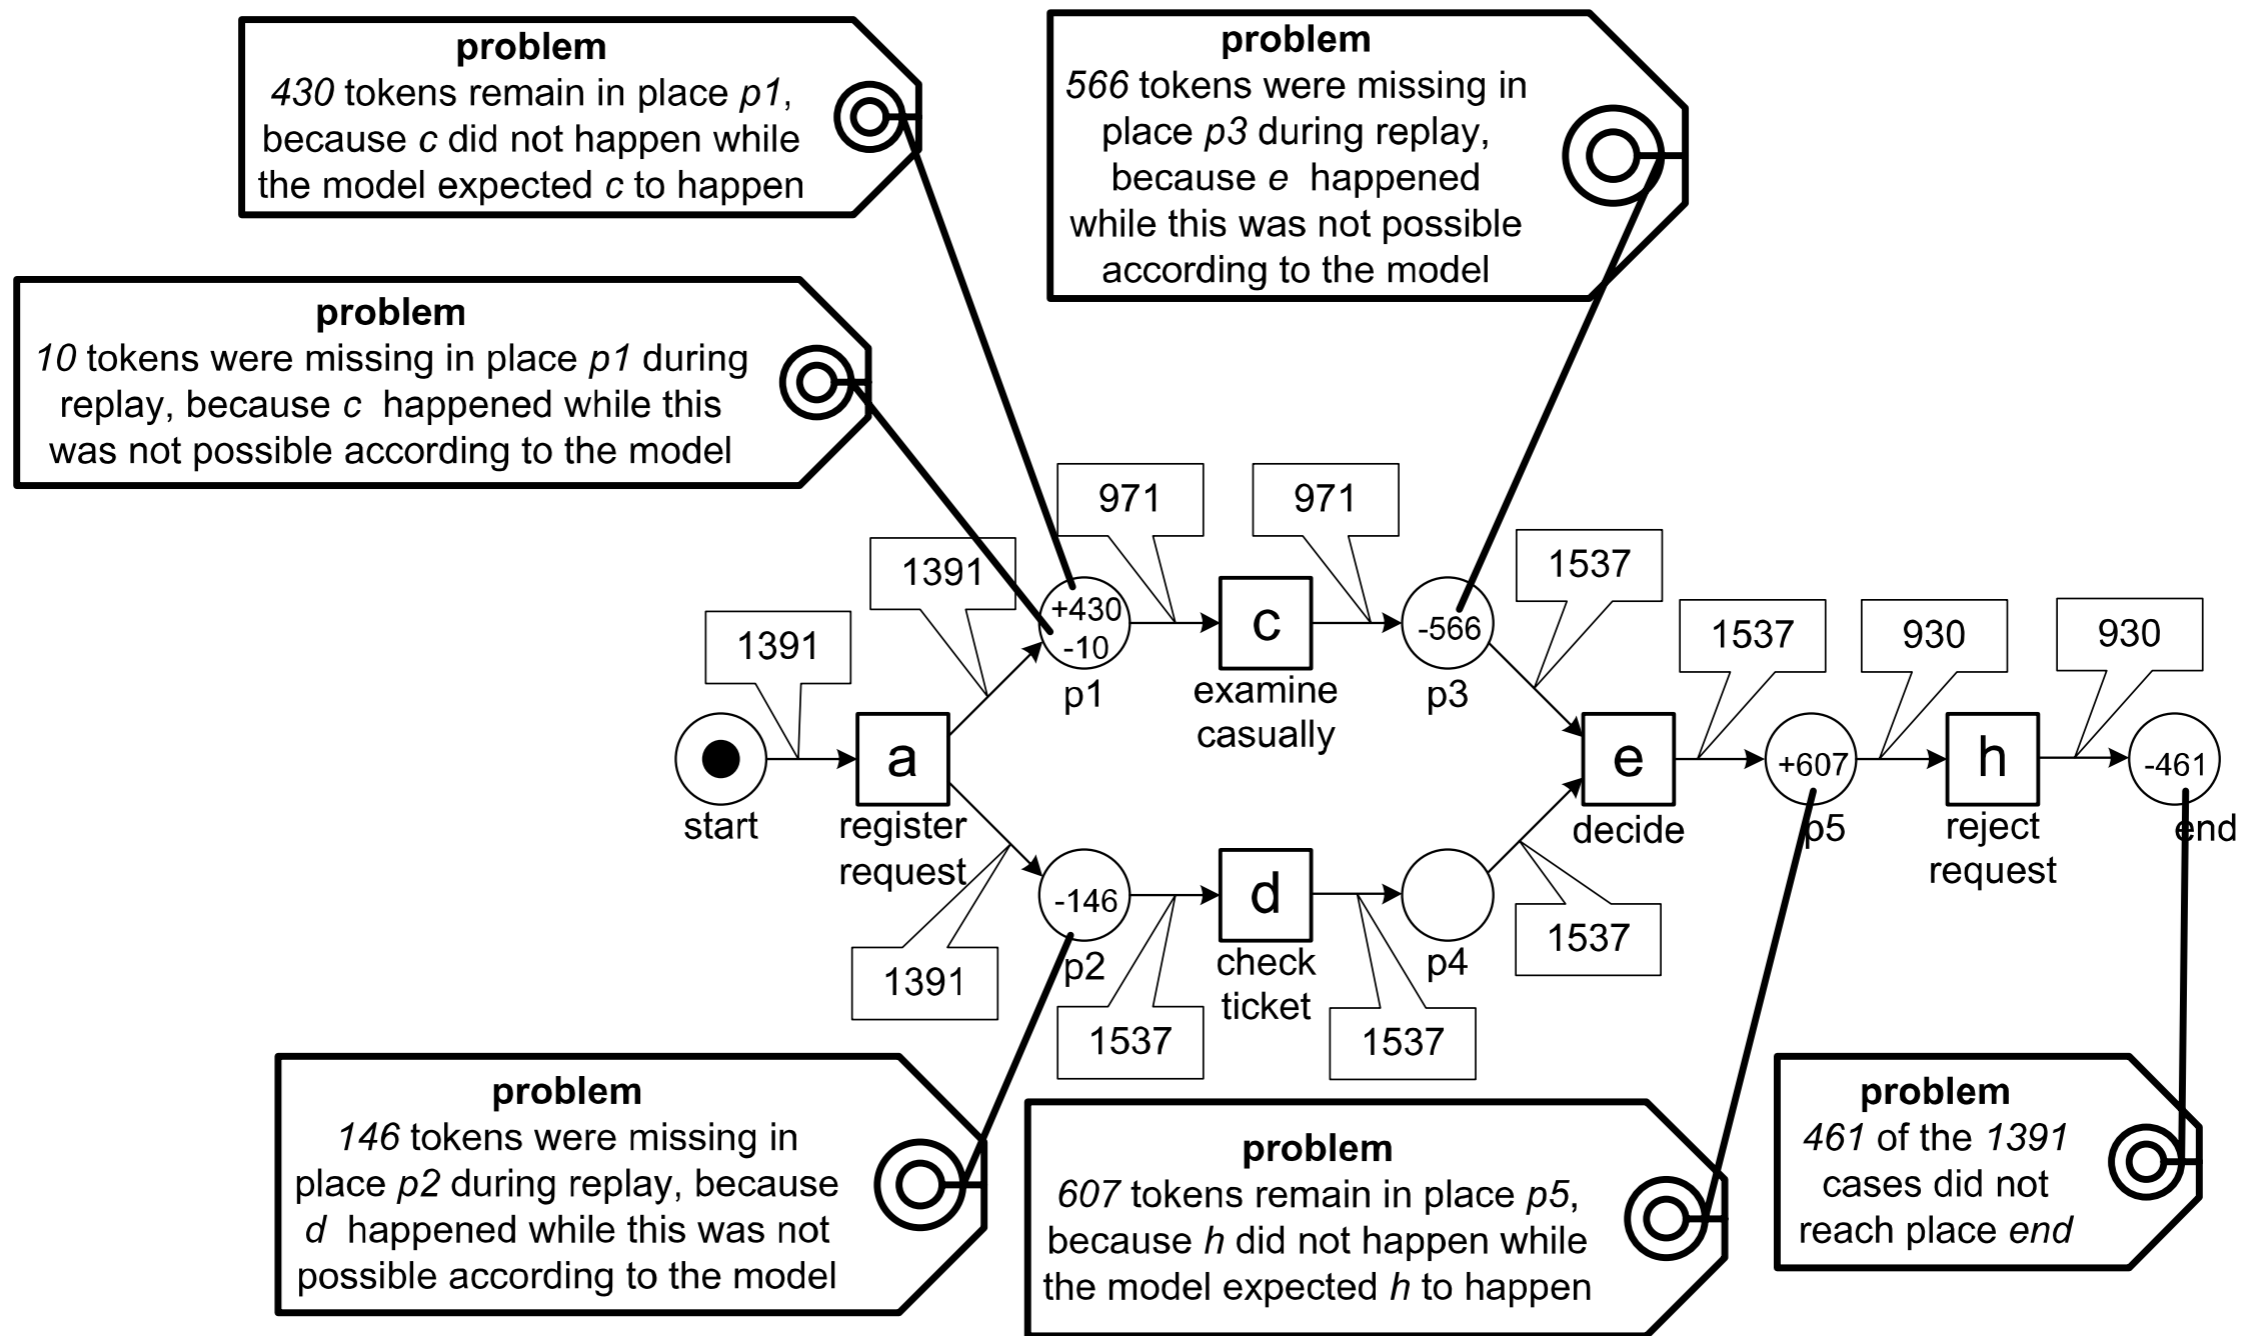 problem
430 tokens remain in place p1,
because c did not happen while
the model expected c to happen
problem
566 tokens were missing in
place p3 during replay,
because e happened
while this was not possible
according to the model
problem
10 tokens were missing in place p1 during
replay, because c happened while this
was not possible according to the model
971
971
1391
1537
1391
1537
930
930
+430
-10
p1
c
examine
casually
-566
p3
start
a
register
request
e
decide
+607
p5
h
reject
request
-461
end
-146
p2
d
check
ticket
p4
1537
1391
1537
1537
problem
146 tokens were missing in
place p2 during replay, because
d happened while this was not
possible according to the model
problem
607 tokens remain in place p5,
because h did not happen while
the model expected h to happen
problem
461 of the 1391
cases did not
reach place end